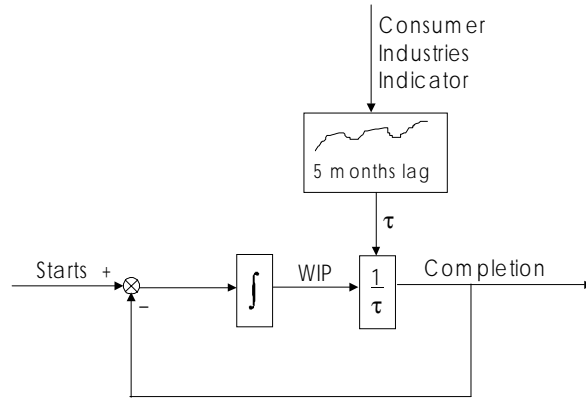 Consumer
Industries
Indicator
5 months lag
τ
Starts +
−
∫
WIP
1
τ
Completion